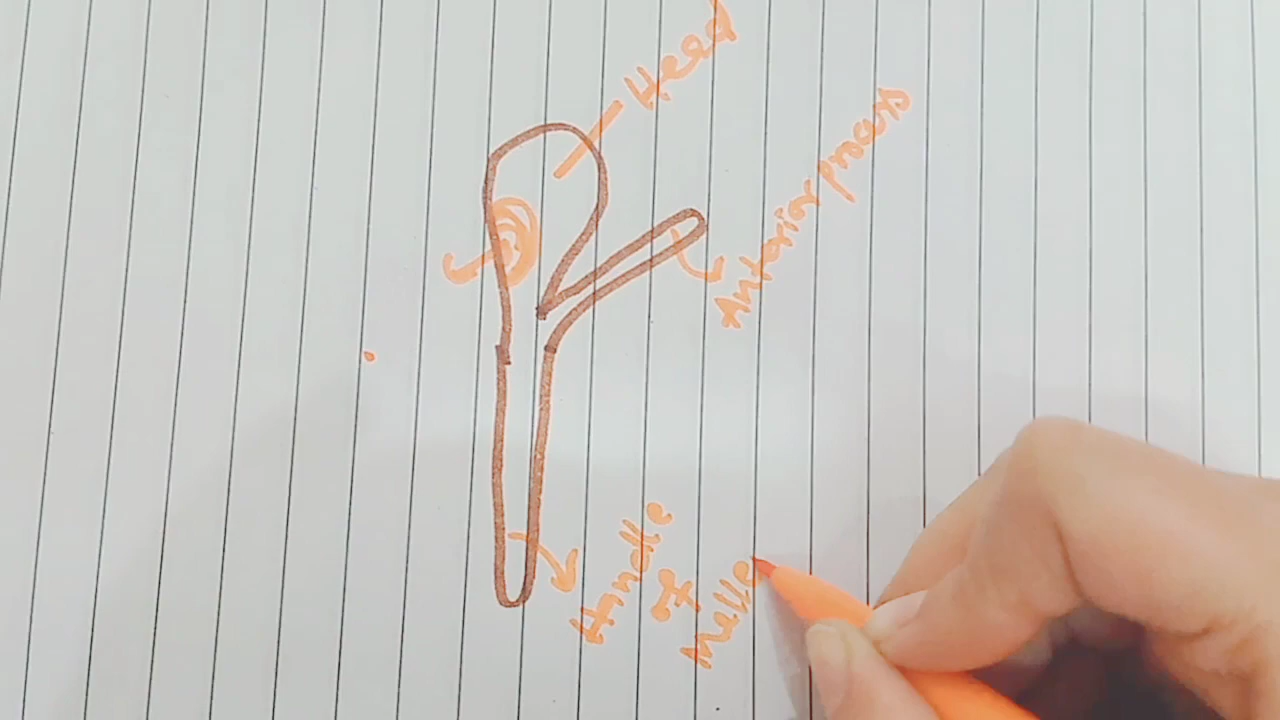 Head
Anterior process
Handle
of
Malle